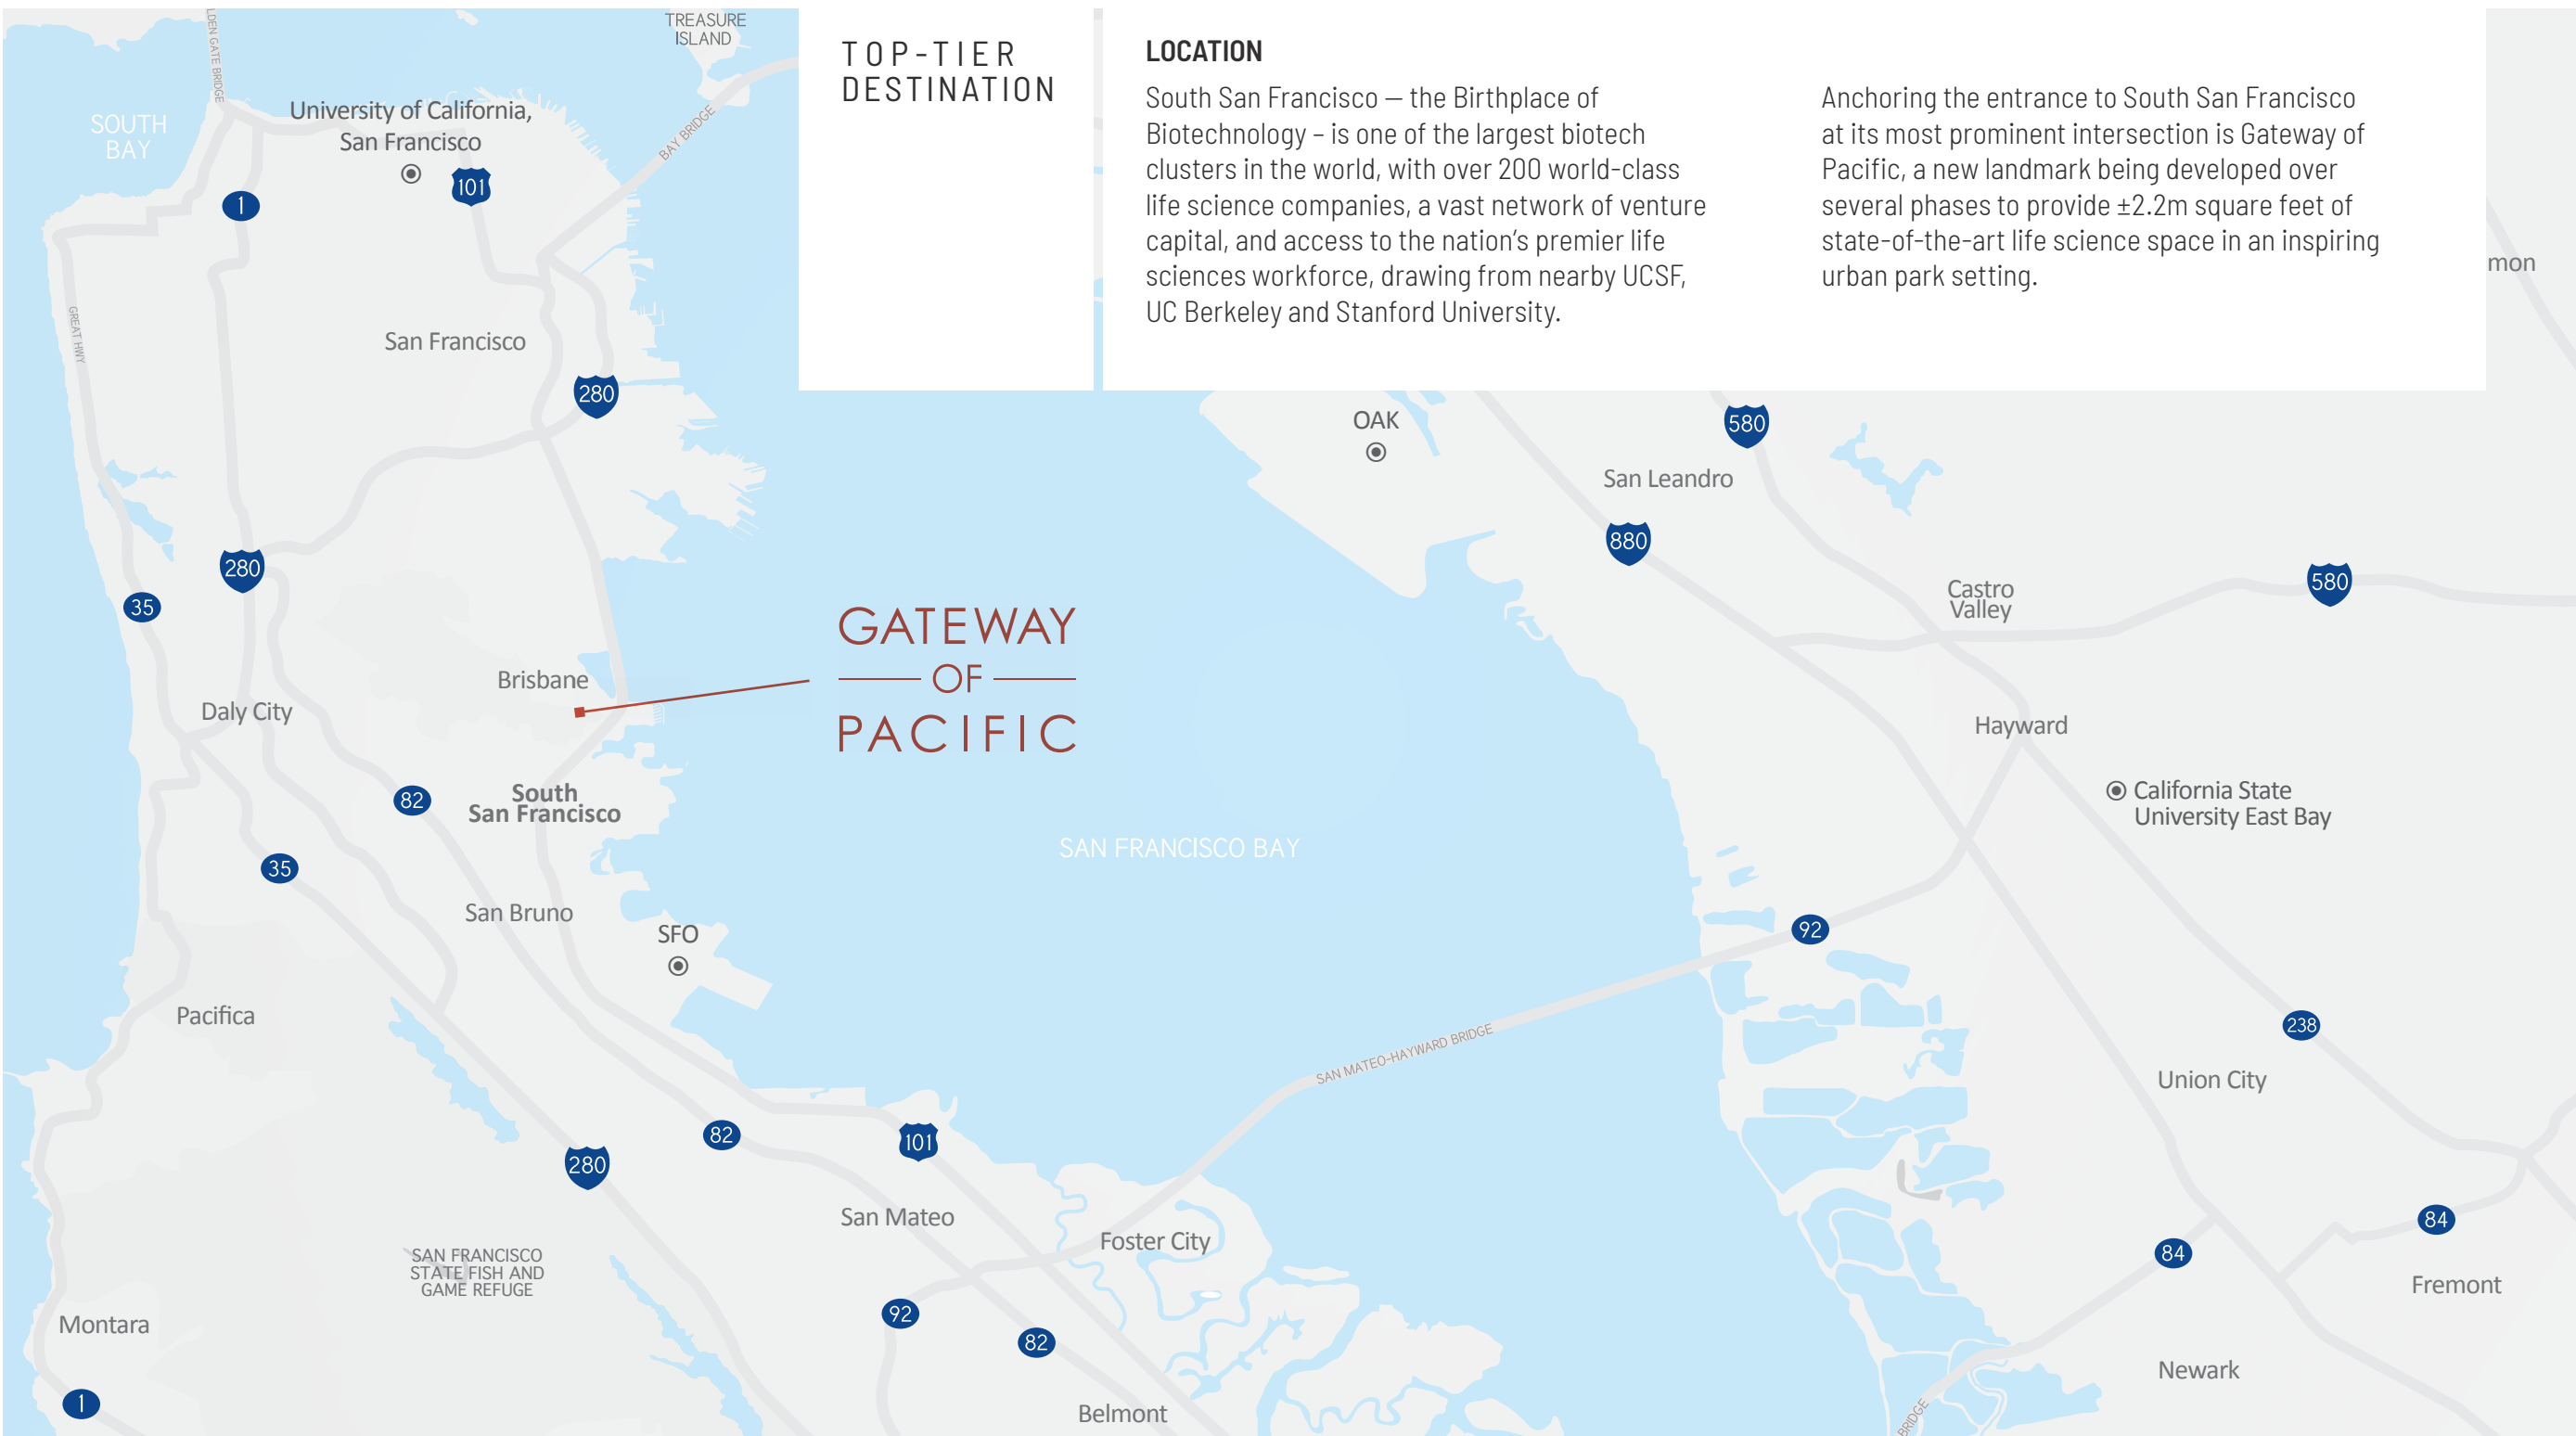 TOP-TIER
DESTINATION
LOCATION
South San Francisco — the Birthplace of
Biotechnology – is one of the largest biotech
clusters in the world, with over 200 world-class
life science companies, a vast network of venture
capital, and access to the nation's premier life
sciences workforce, drawing from nearby UCSF,
UC Berkeley and Stanford University.
Anchoring the entrance to South San Francisco
at its most prominent intersection is Gateway of
Pacific, a new landmark being developed over
several phases to provide ±2.2m square feet of
state-of-the-art life science space in an inspiring
urban park setting.
TREASURE
ISLAND
LDEN GATE BRIDGE
SOUTH
BAY
University of California,
San Francisco
BAY BRIDGE
101
1
mon
GREAT HWY
San Francisco
280
OAK
580
San Leandro
880
280
35
580
Castro
Valley
GATEWAY
OF
PACIFIC
Brisbane
Daly City
Hayward
82
South
San Francisco
California State
University East Bay
SAN FRANCISCO BAY
35
San Bruno
SFO
92
Pacifica
238
SAN MATEO-HAYWARD BRIDGE
Union City
82
101
280
San Mateo
Foster City
84
84
SAN FRANCISCO
STATE FISH AND
GAME REFUGE
Fremont
92
Montara
82
Newark
1
Belmont
BRIDGE